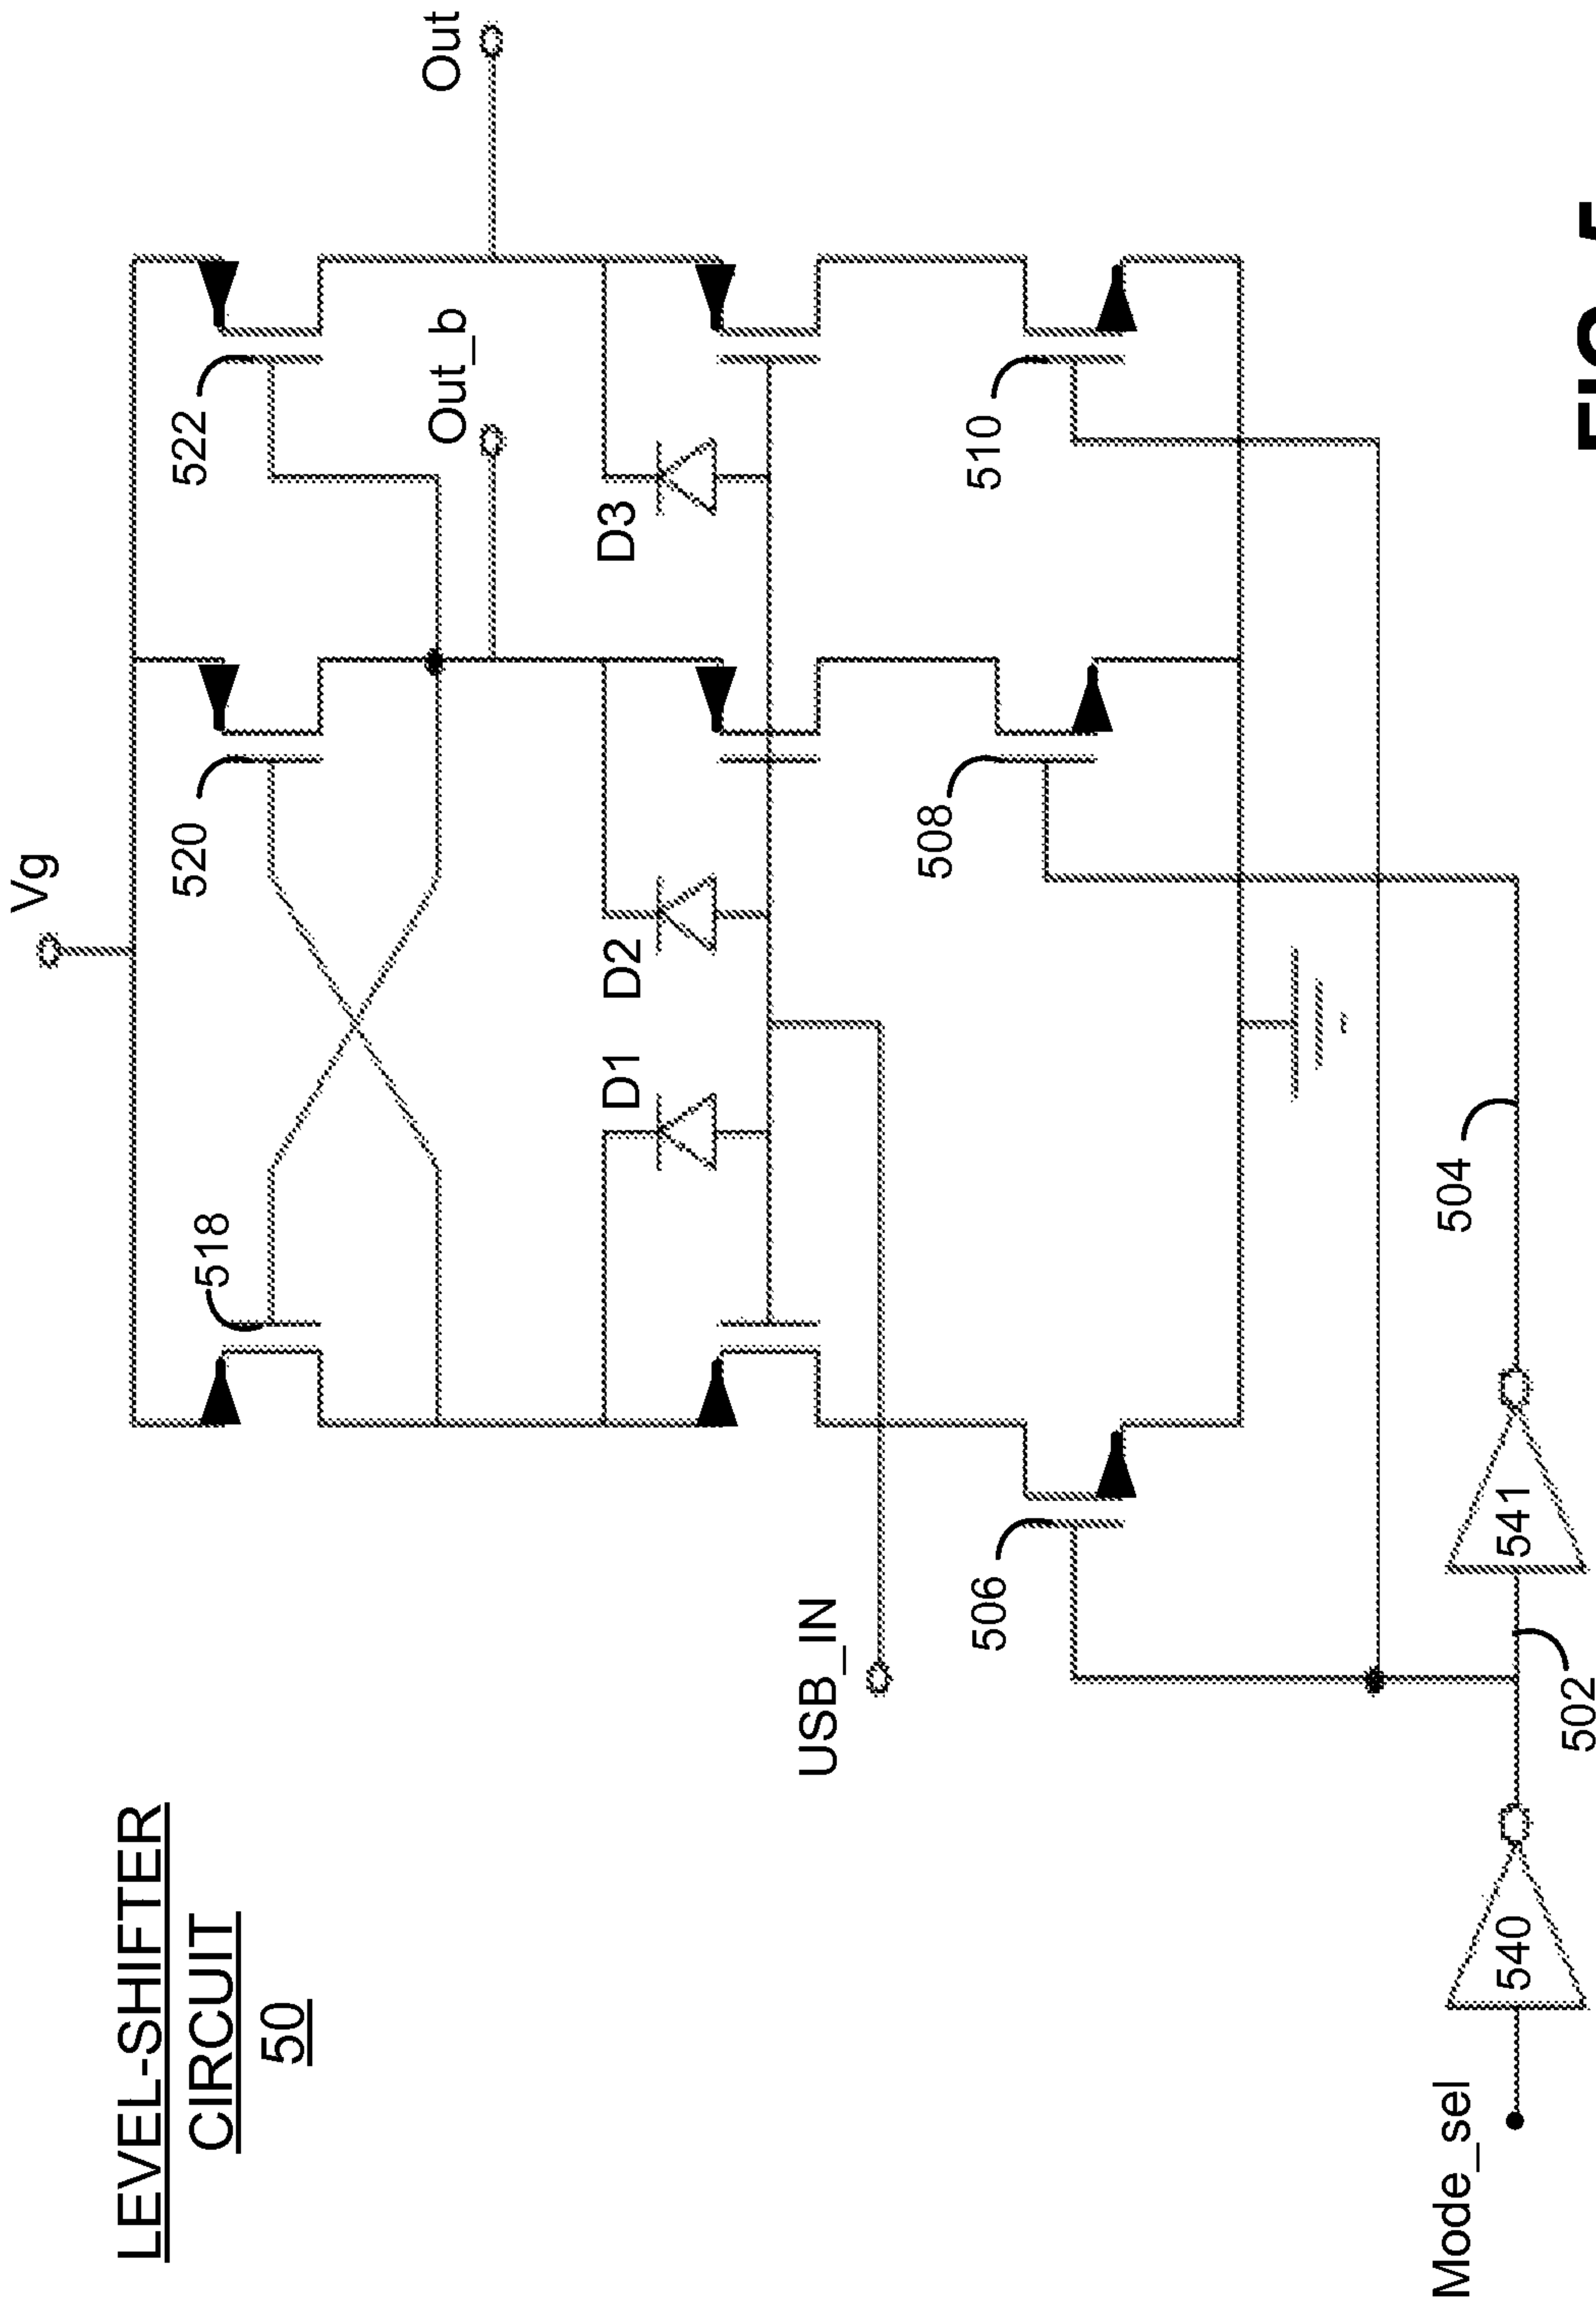 LEVEL-SHIFTER
CIRCUIT
50
Vg
518
520
522
Out_b
Out
D1
D2
D3
USB_IN
506
508
510
Mode_sel
540
502
541
504